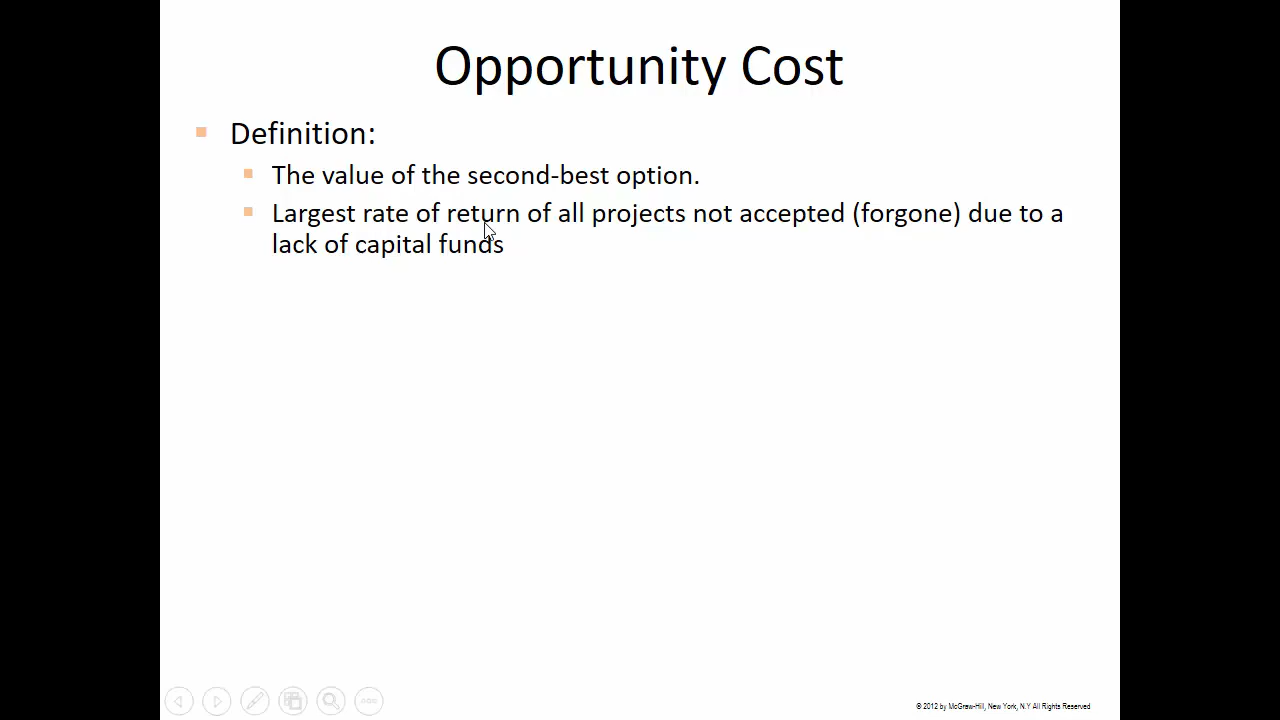 Opportunity Cost
Definition:
The value of the second-best option.
Largest rate of return of all projects not accepted (forgone) due to a
lack of capital funds
© 2012 by McGraw-Hill, New York, N.Y All Rights Reserved